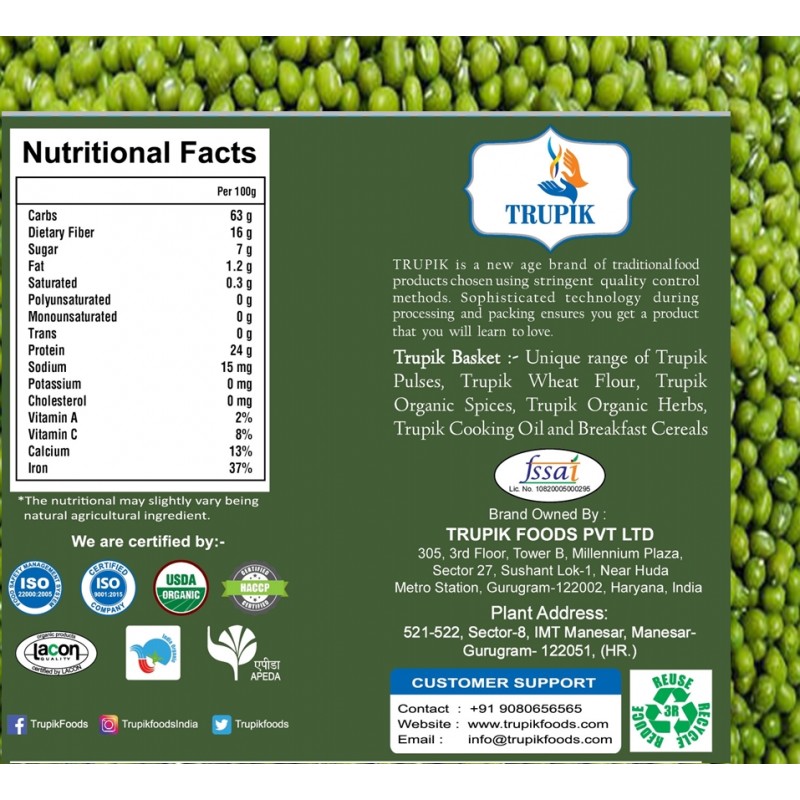 Nutritional Facts
Per 100g
Carbs 63 g
Dietary Fiber 16 g
Sugar 7 g
Fat 1.2 g
Saturated 0.3 g
Polyunsaturated 0 g
Monounsaturated 0 g
Trans 0 g
Protein 24 g
Sodium 15 mg
Potassium 0 mg
Cholesterol 0 mg
Vitamin A 2%
Vitamin C 8%
Calcium 13%
Iron 37%
*The nutritional may slightly vary being
natural agricultural ingredient.
We are certified by:-
FOOD SAFETY MANAGEMENT SYSTEM
ISO
22000:2005
CERTIFIED
ISO
9001:2015
COMPANY
USDA
ORGANIC
CERTIFIED
HACCP
CERTIFIED
organic products
lacon
QUALITY
certified by LACON
india organic
एपीडा
APEDA
TrupikFoods
TrupikfoodsIndia
Trupikfoods
TRUPIK
TRUPIK is a new age brand of traditional food
products chosen using stringent quality control
methods. Sophisticated technology during
processing and packing ensures you get a product
that you will learn to love.
Trupik Basket :- Unique range of Trupik
Pulses, Trupik Wheat Flour, Trupik
Organic Spices, Trupik Organic Herbs,
Trupik Cooking Oil and Breakfast Cereals
fssai
Lic. No. 10820005000295
Brand Owned By :
TRUPIK FOODS PVT LTD
305, 3rd Floor, Tower B, Millennium Plaza,
Sector 27, Sushant Lok-1, Near Huda
Metro Station, Gurugram-122002, Haryana, India
Plant Address:
521-522, Sector-8, IMT Manesar, Manesar-
Gurugram- 122051, (HR.)
CUSTOMER SUPPORT
Contact : +91 9080656565
Website : www.trupikfoods.com
Email : info@trupikfoods.com
REUSE
REDUCE
3R
RECYCLE